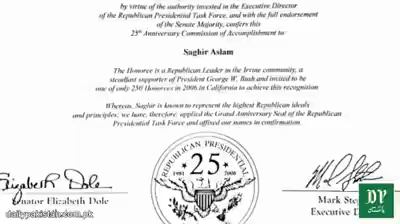 by virtue of the authority invested in the Executive Director
of the Republican Presidential Task Force, and with the full endorsement
of the Senate Majority, confers this
25th Anniversary Commission of Accomplishment to
Saghir Aslam
The Honoree is a Republican Leader in the Irvine community, a
steadfast supporter of President George W. Bush and invited to be
one of only 250 Honorees in 2006 in California to achieve this recognition
Whereas, Saghir is known to represent the highest Republican ideals
and principles; we have, therefore, applied the Grand Anniversary Seal of the Republican
Presidential Task Force and affixed our names in confirmation.
REPUBLICAN PRESIDENTIAL
25
1981
2006
Elizabeth Dole
Senator Elizabeth Dole
Mark Step
Executive D
dailypakistan.com.pk
DP
پاکستان